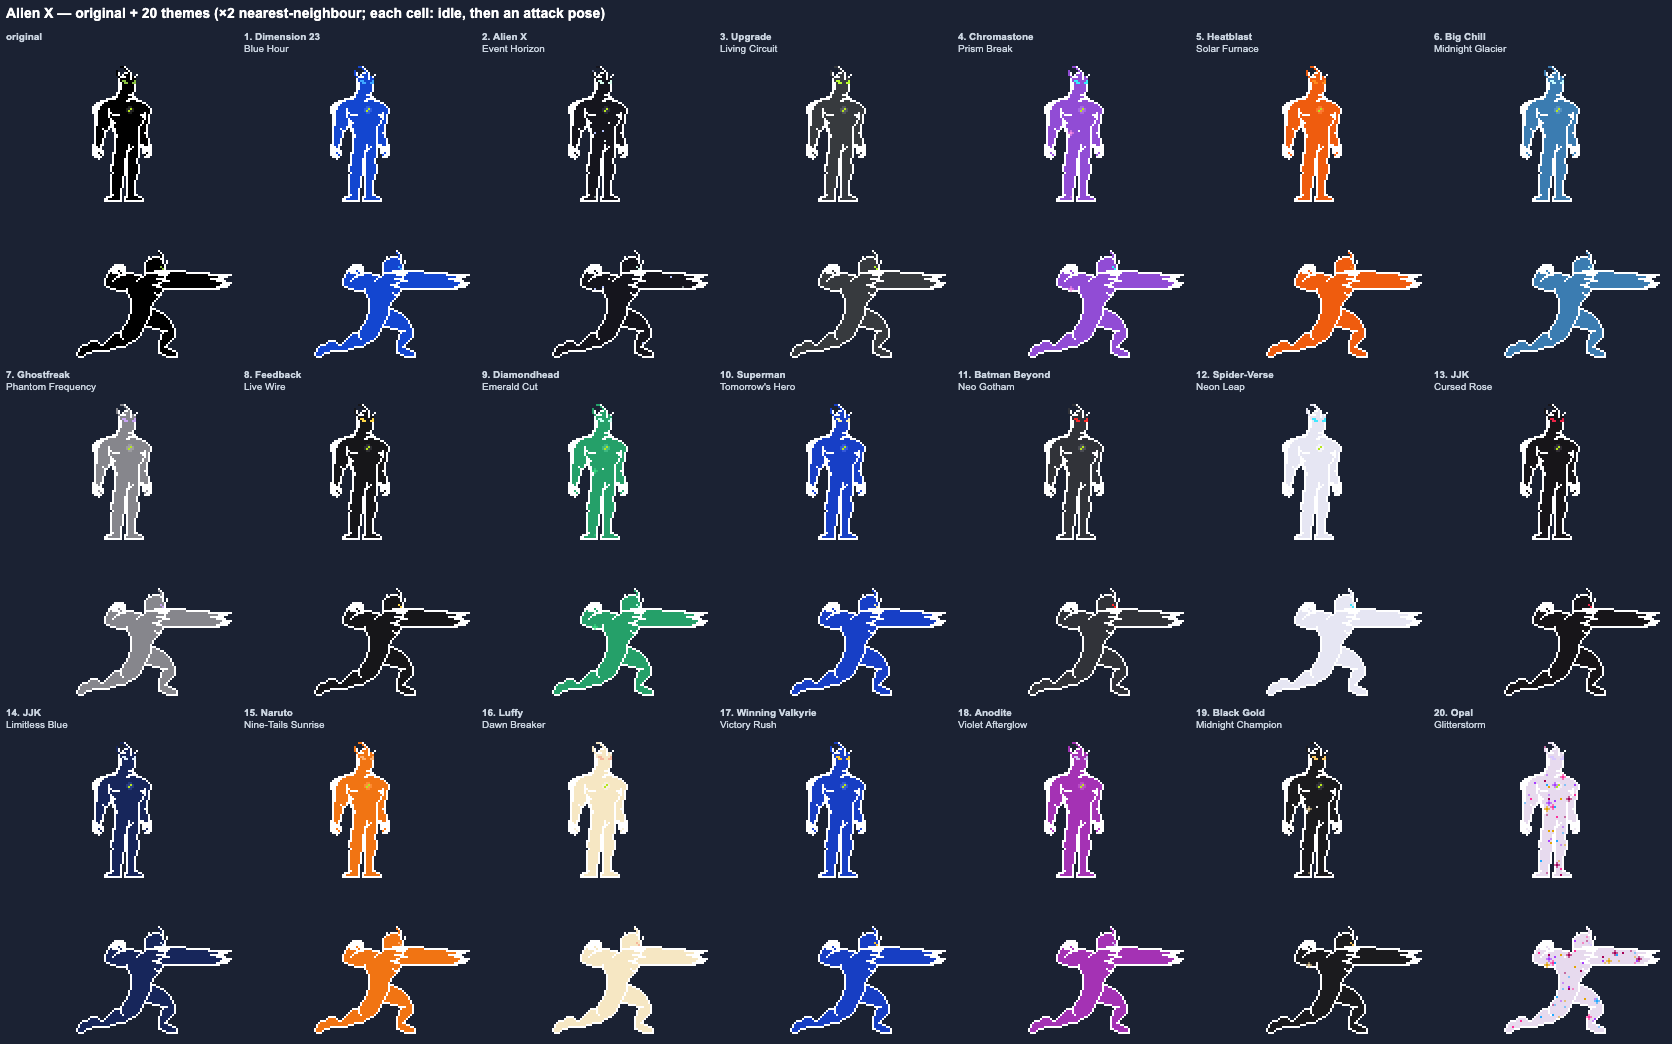 Alien X — original + 20 themes (×2 nearest-neighbour; each cell: idle, then an attack pose)
original
1. Dimension 23
Blue Hour
2. Alien X
Event Horizon
3. Upgrade
Living Circuit
4. Chromastone
Prism Break
5. Heatblast
Solar Furnace
6. Big Chill
Midnight Glacier
7. Ghostfreak
Phantom Frequency
8. Feedback
Live Wire
9. Diamondhead
Emerald Cut
10. Superman
Tomorrow's Hero
11. Batman Beyond
Neo Gotham
12. Spider-Verse
Neon Leap
13. JJK
Cursed Rose
14. JJK
Limitless Blue
15. Naruto
Nine-Tails Sunrise
16. Luffy
Dawn Breaker
17. Winning Valkyrie
Victory Rush
18. Anodite
Violet Afterglow
19. Black Gold
Midnight Champion
20. Opal
Glitterstorm